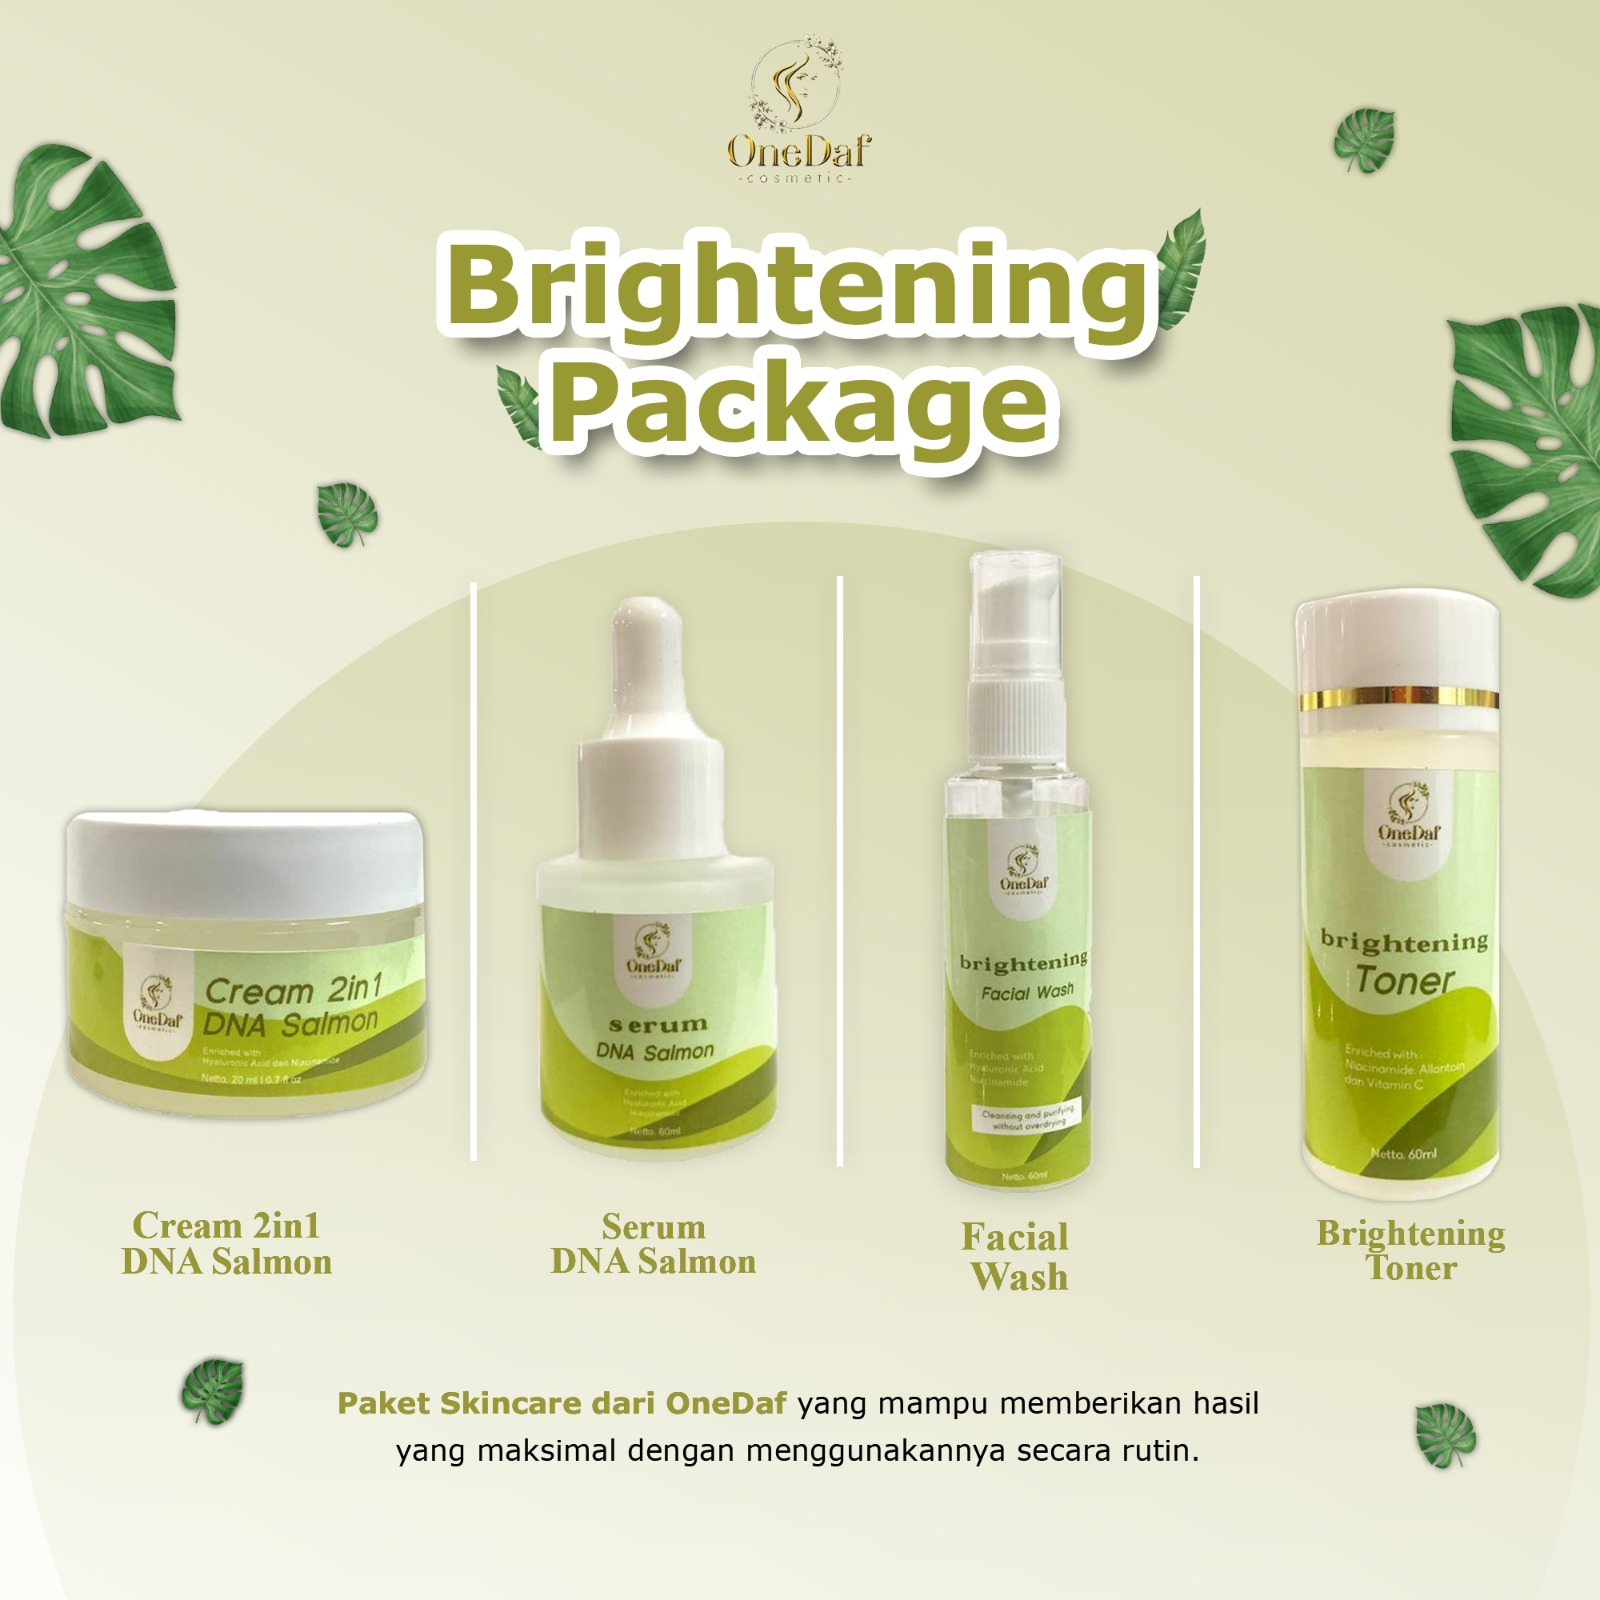 OneDaf
-cosmetic-
Brightening
Package
OneDaf
-cosmetic-
Cream 2in1
DNA Salmon
Enriched with :
Hyaluronic Acid dan Niacinamide
Netto. 20 ml | 0.7 fl oz
OneDaf
-cosmetic-
serum
DNA Salmon
Enriched with
Hyaluronic Acid
Niacinamide
Netto. 60ml
OneDaf
-cosmetic-
brightening
Facial Wash
Enriched with :
Hyaluronic Acid
Niacinamide
Cleansing and purifying
without overdrying
Netto. 60ml
OneDaf
-cosmetic-
brightening
Toner
Enriched with :
Niacinamide, Allantoin
dan Vitamin C
Netto. 60ml
Cream 2in1
DNA Salmon
Serum
DNA Salmon
Facial
Wash
Brightening
Toner
Paket Skincare dari OneDaf yang mampu memberikan hasil
yang maksimal dengan menggunakannya secara rutin.